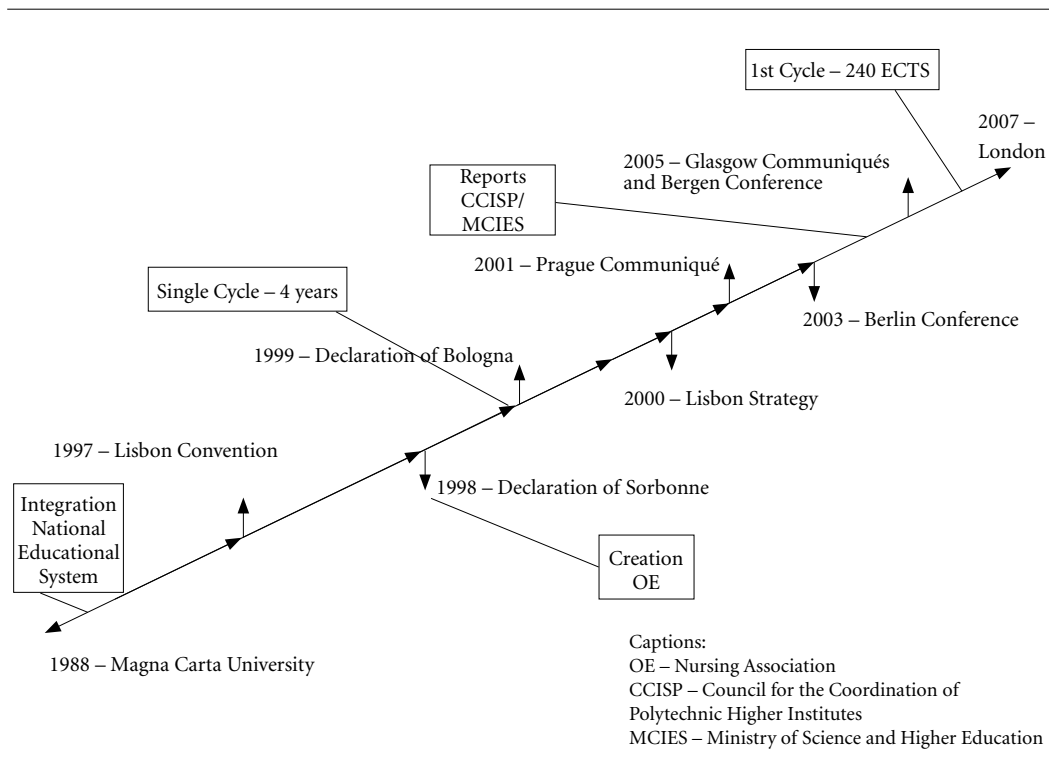 1st Cycle – 240 ECTS
2007 –
London
2005 – Glasgow Communiqués
and Bergen Conference
Reports
CCISP/
MCIES
2001 – Prague Communiqué
Single Cycle – 4 years
2003 – Berlin Conference
1999 – Declaration of Bologna
2000 – Lisbon Strategy
1997 – Lisbon Convention
1998 – Declaration of Sorbonne
Integration
National
Educational
System
Creation
OE
1988 – Magna Carta University
Captions:
OE – Nursing Association
CCISP – Council for the Coordination of
Polytechnic Higher Institutes
MCIES – Ministry of Science and Higher Education